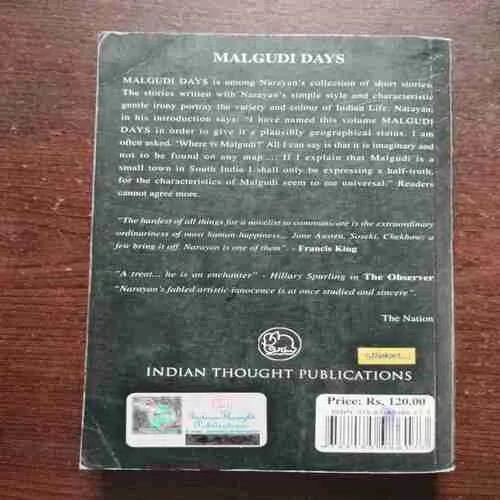 MALGUDI DAYS
MALGUDI DAYS is among Narayan's collection of short stories.
The stories written with Narayan's simple style and characteristic
gentle irony portray the variety and colour of Indian Life. Narayan,
in his introduction says: "I have named this volume MALGUDI
DAYS in order to give it a plausibly geographical status. I am
often asked. 'Where is Malgudi?' All I can say is that it is imaginary and
not to be found on any map .... If I explain that Malgudi is a
small town in South India I shall only be expressing a half-truth,
for the characteristics of Malgudi seem to me universal." Readers
cannot agree more.
"The hardest of all things for a novelist to communicate is the extraordinary
ordinariness of most human happiness... Jane Austen, Soseki, Chekhow: a
few bring it off. Narayan is one of them". - Francis King
"A treat... he is an enchanter" - Hillary Spurling in The Observer
"Narayan's fabled artistic innocence is at once studied and sincere".
The Nation
INDIAN THOUGHT PUBLICATIONS
Indian Thought
Publications
Price: Rs, 120.00
ISBN